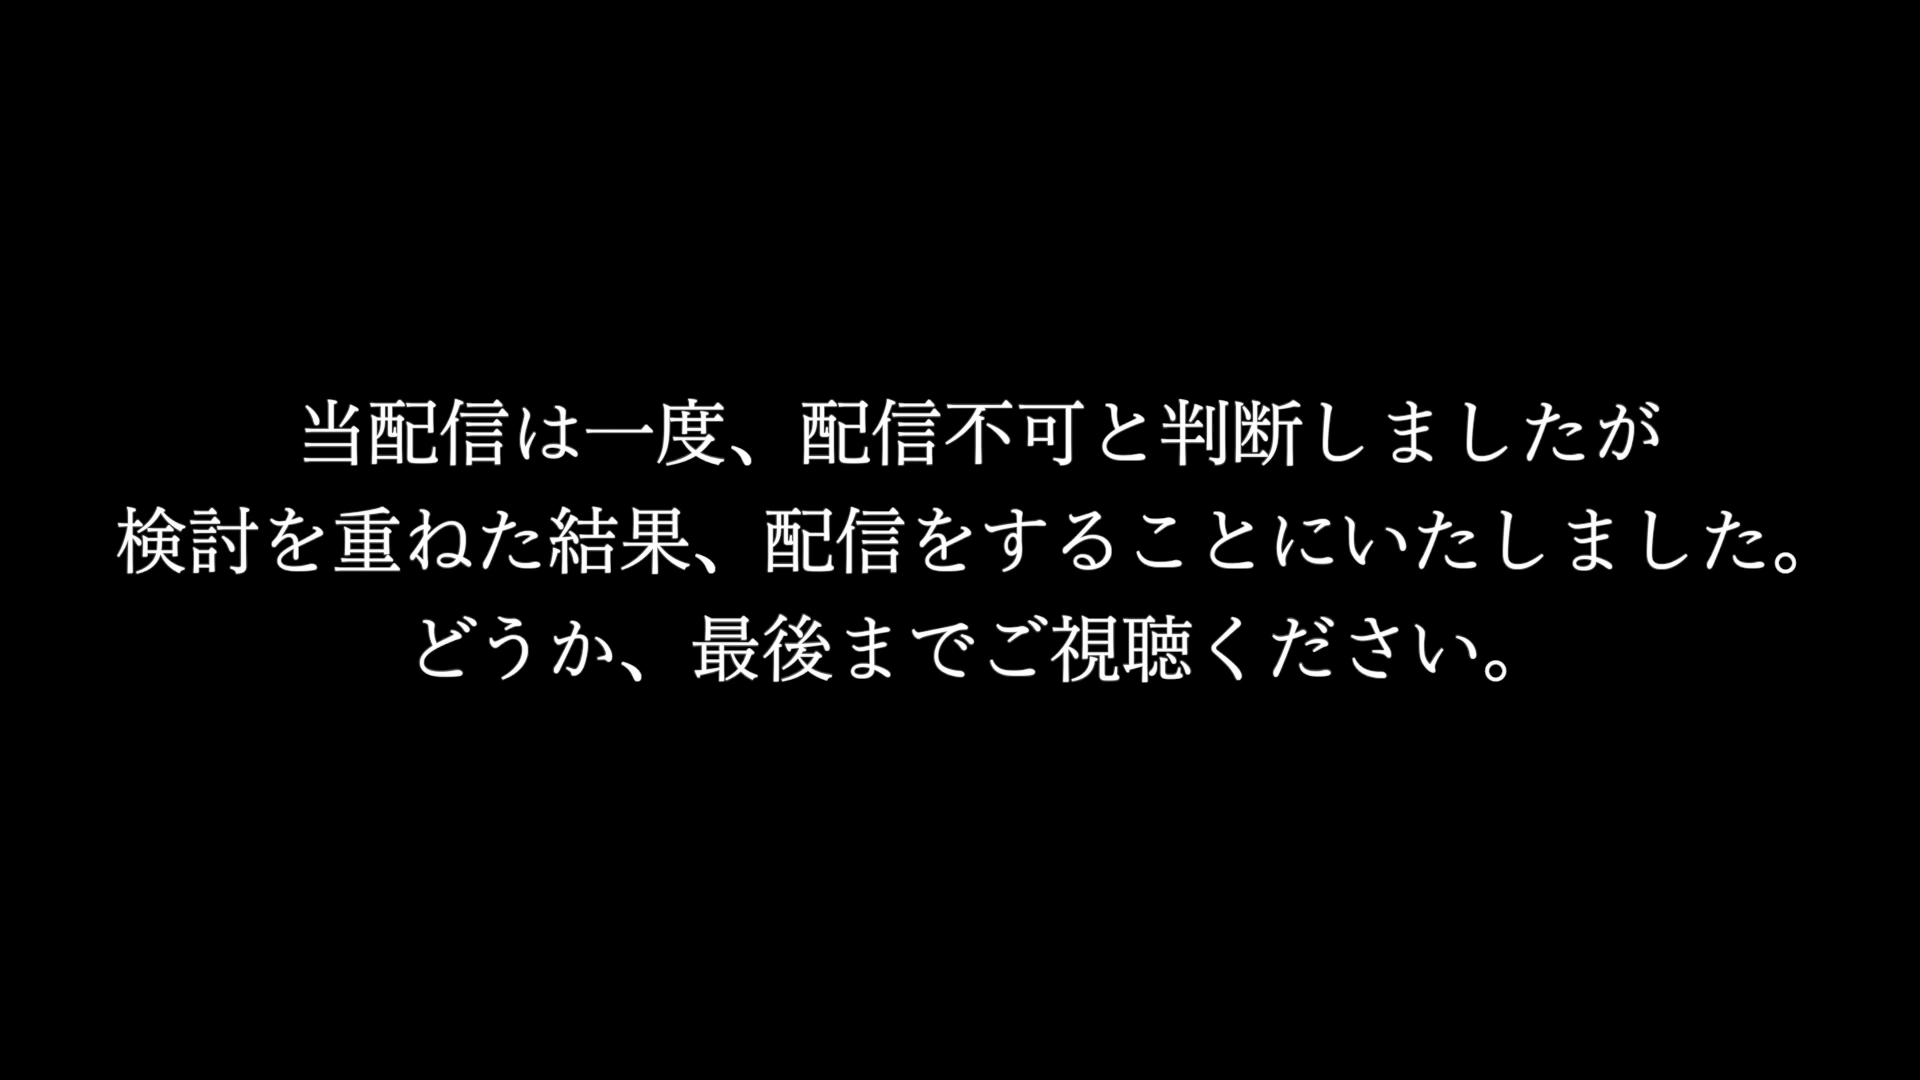 当配信は一度、配信不可と判断しましたが
検討を重ねた結果、配信をすることにいたしました。
どうか、最後までご視聴ください。